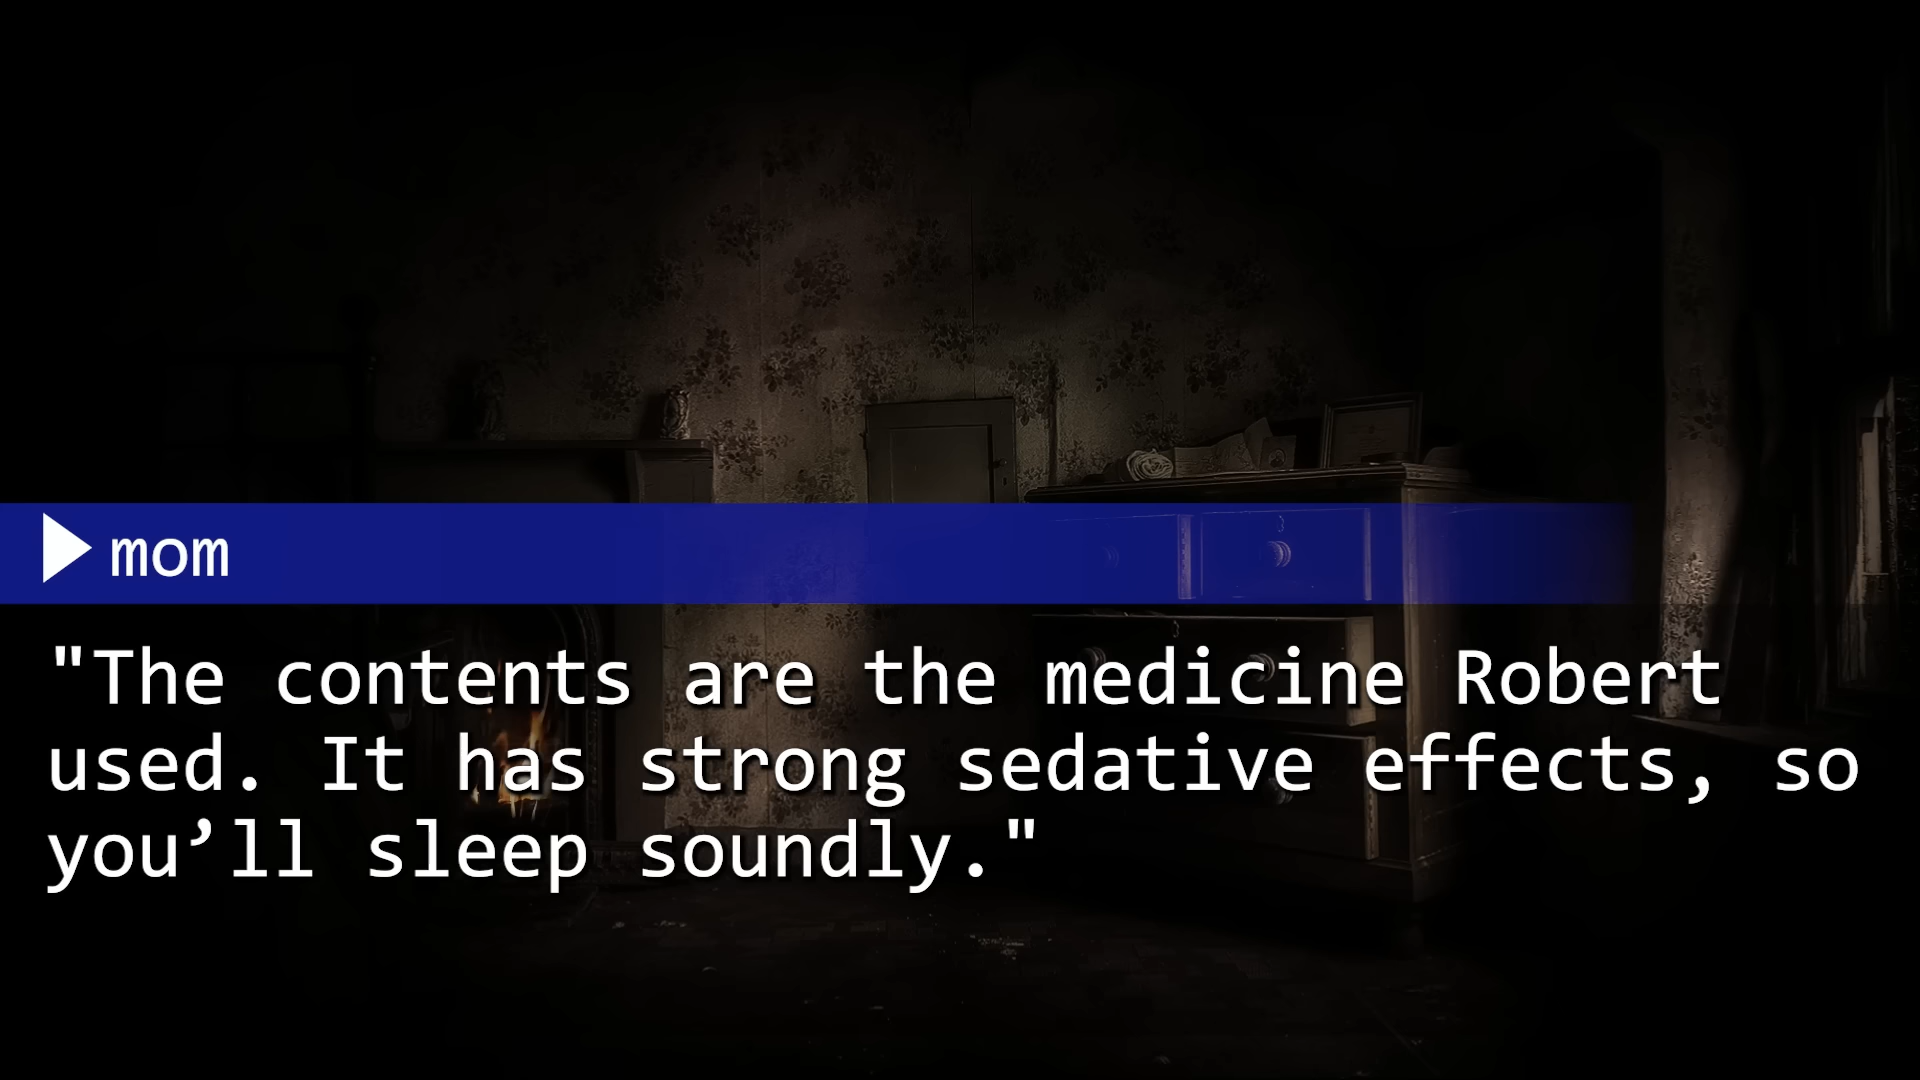 mom
"The contents are the medicine Robert
used. It has strong sedative effects, so
you’ll sleep soundly."